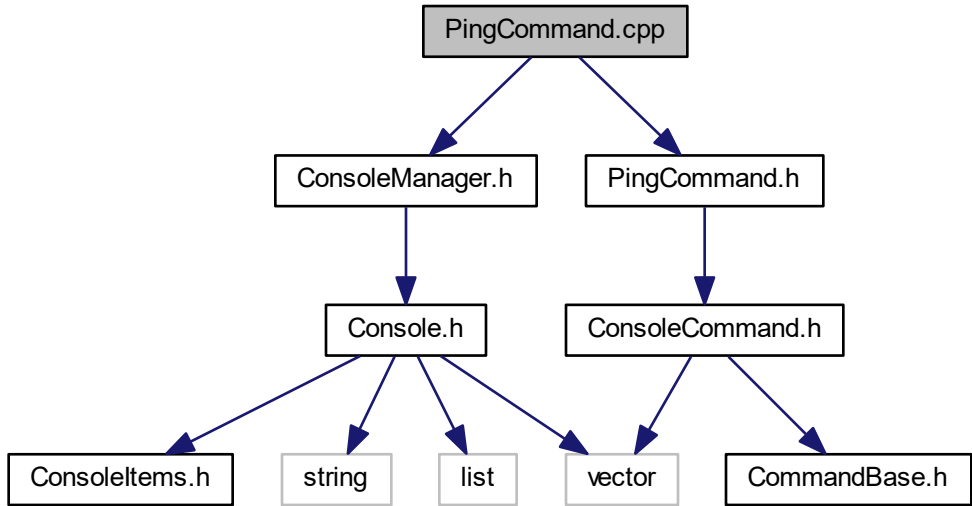 PingCommand.cpp
ConsoleManager.h
PingCommand.h
Console.h
ConsoleCommand.h
ConsoleItems.h
string
list
vector
CommandBase.h